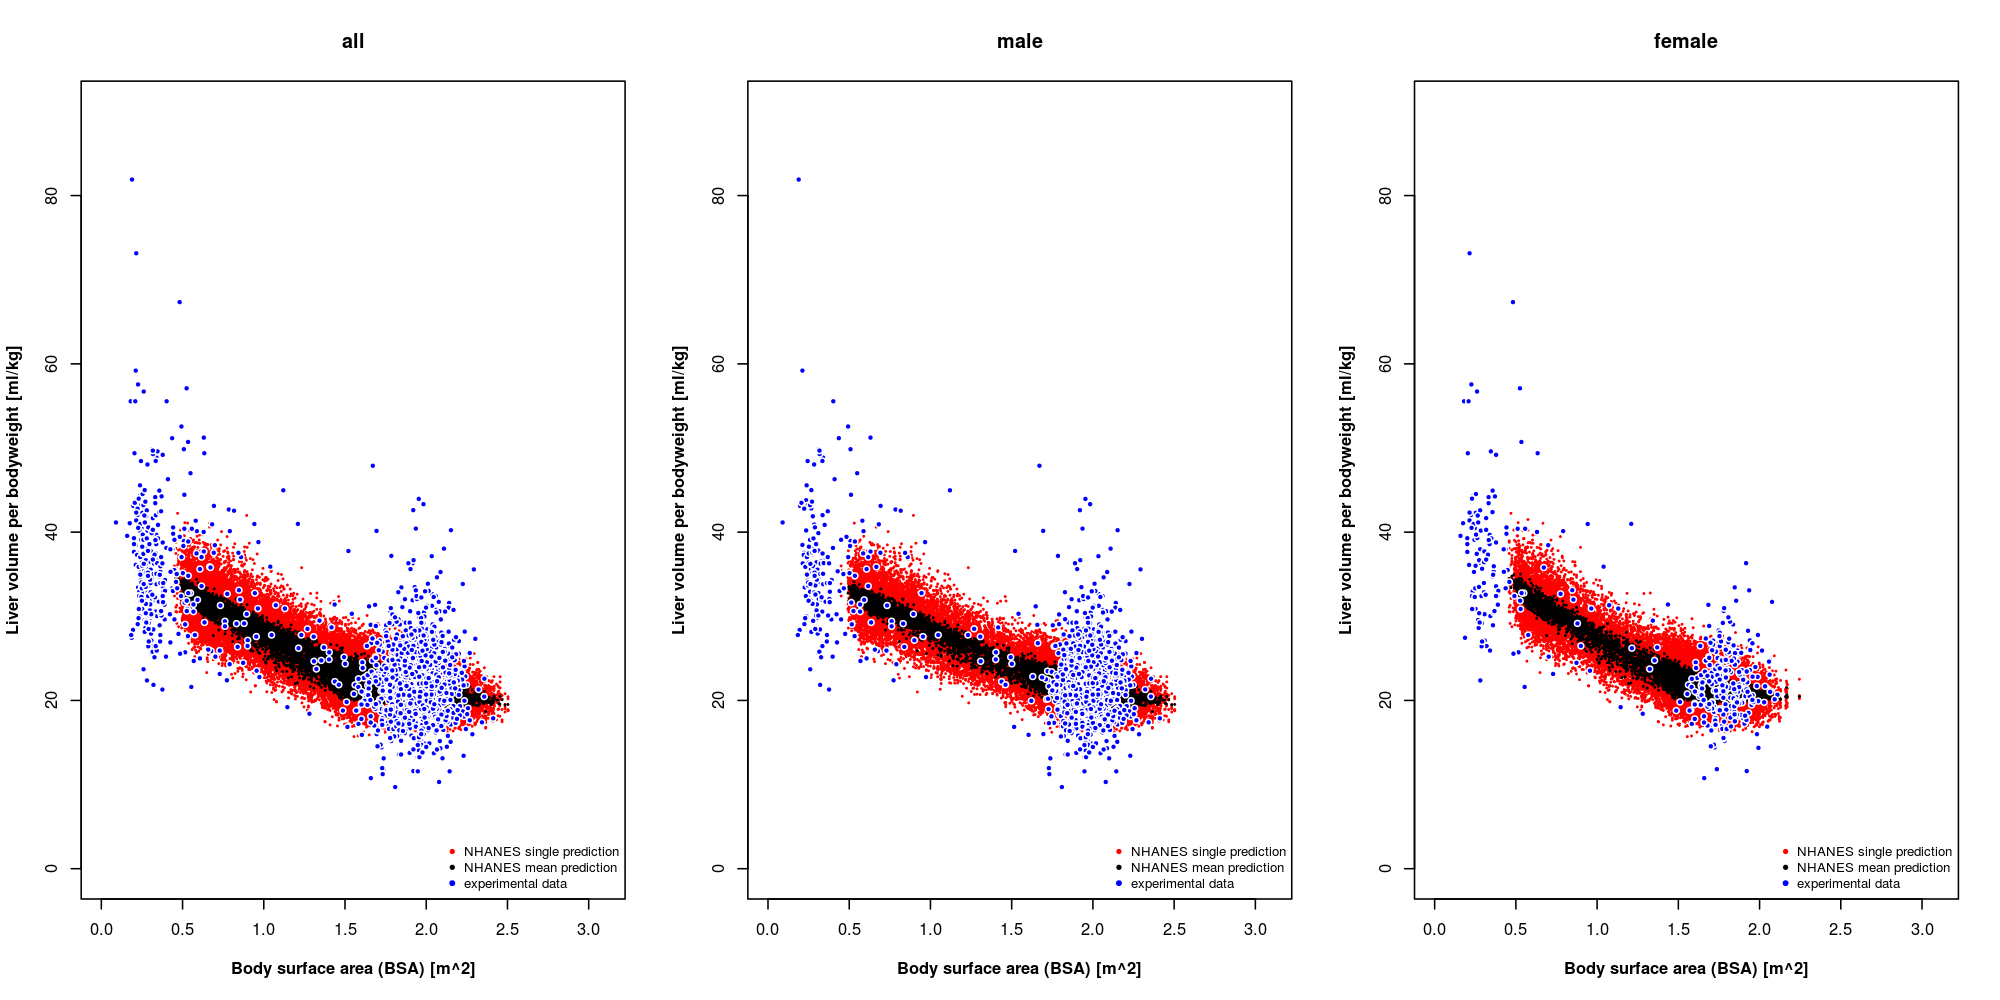 all
Liver volume per bodyweight [ml/kg]
80
60
40
20
0
NHANES single prediction
NHANES mean prediction
experimental data
0.0 0.5 1.0 1.5 2.0 2.5 3.0
Body surface area (BSA) [m^2]
male
Liver volume per bodyweight [ml/kg]
80
60
40
20
0
NHANES single prediction
NHANES mean prediction
experimental data
0.0 0.5 1.0 1.5 2.0 2.5 3.0
Body surface area (BSA) [m^2]
female
Liver volume per bodyweight [ml/kg]
80
60
40
20
0
NHANES single prediction
NHANES mean prediction
experimental data
0.0 0.5 1.0 1.5 2.0 2.5 3.0
Body surface area (BSA) [m^2]